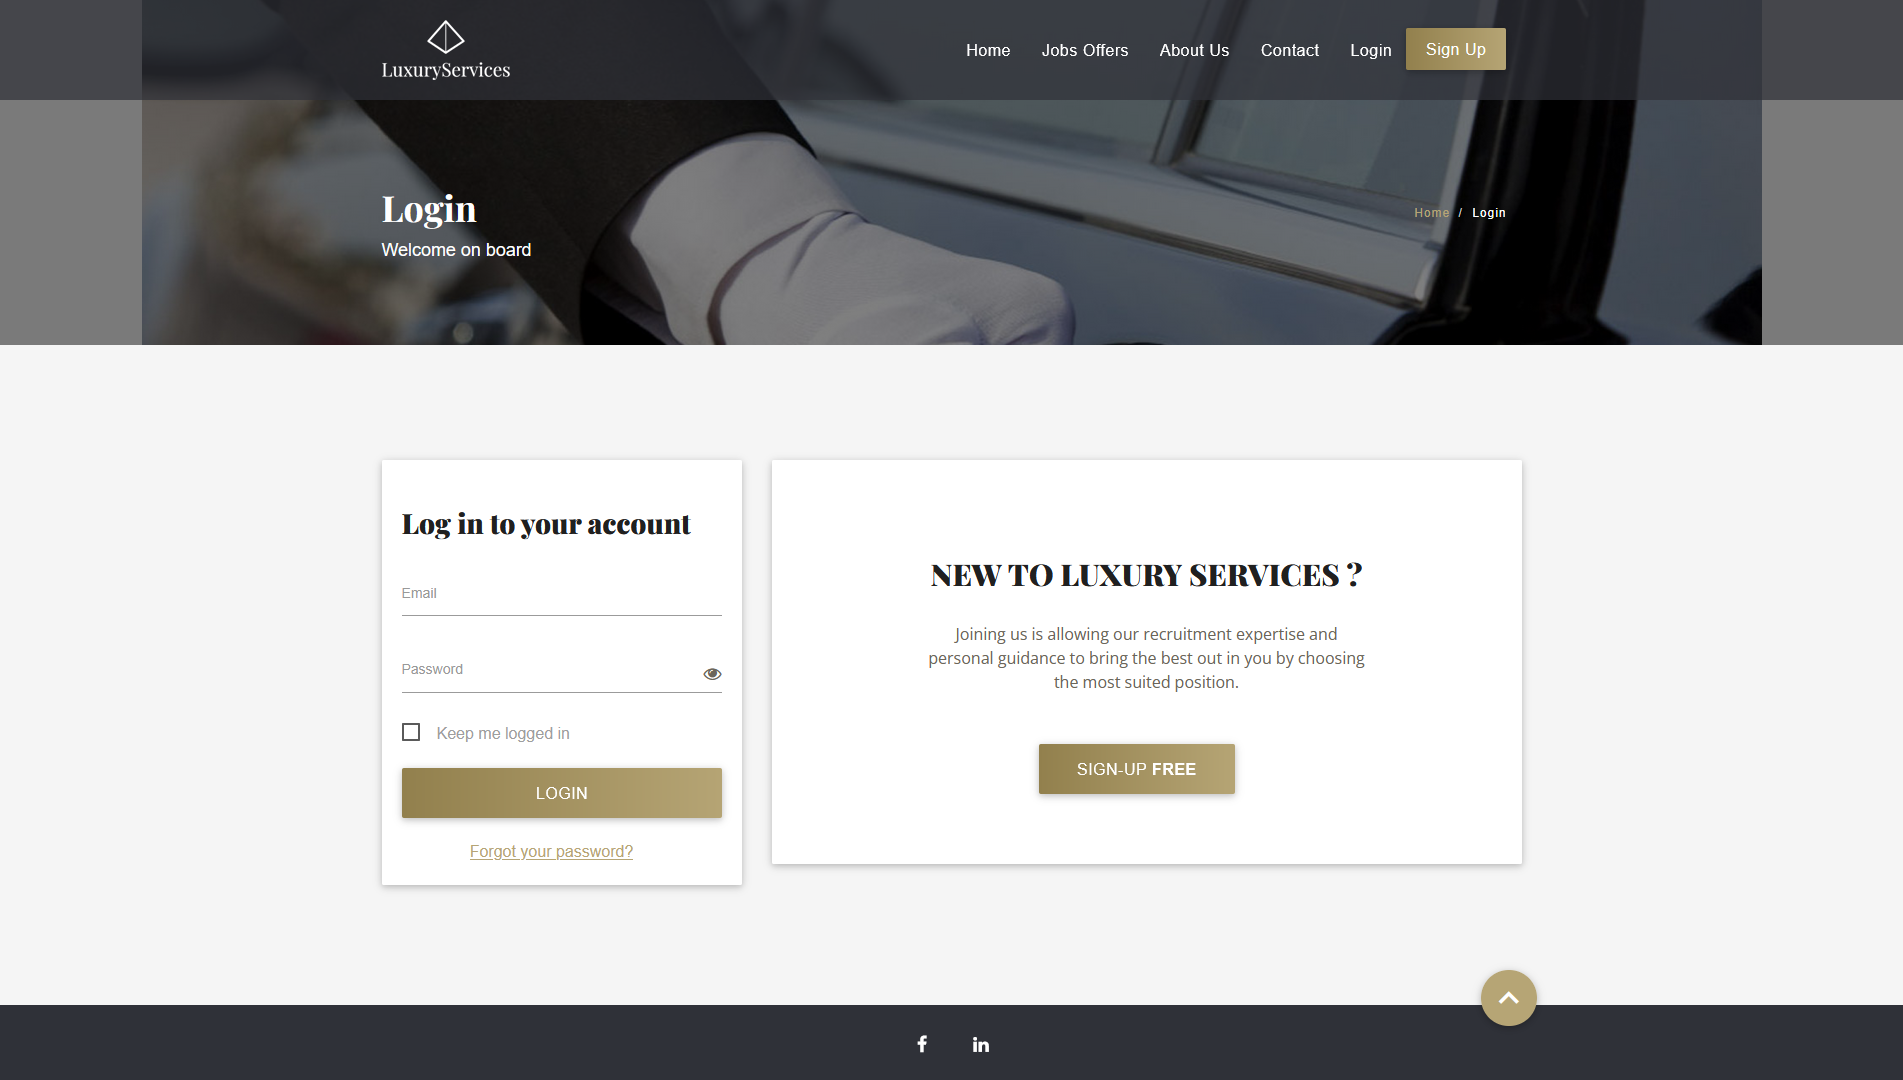 LuxuryServices
Home
Jobs Offers
About Us
Contact
Login
Sign Up
Login
Welcome on board
Home / Login
Log in to your account
Email
Password
Keep me logged in
LOGIN
Forgot your password?
NEW TO LUXURY SERVICES ?
Joining us is allowing our recruitment expertise and
personal guidance to bring the best out in you by choosing
the most suited position.
SIGN-UP FREE